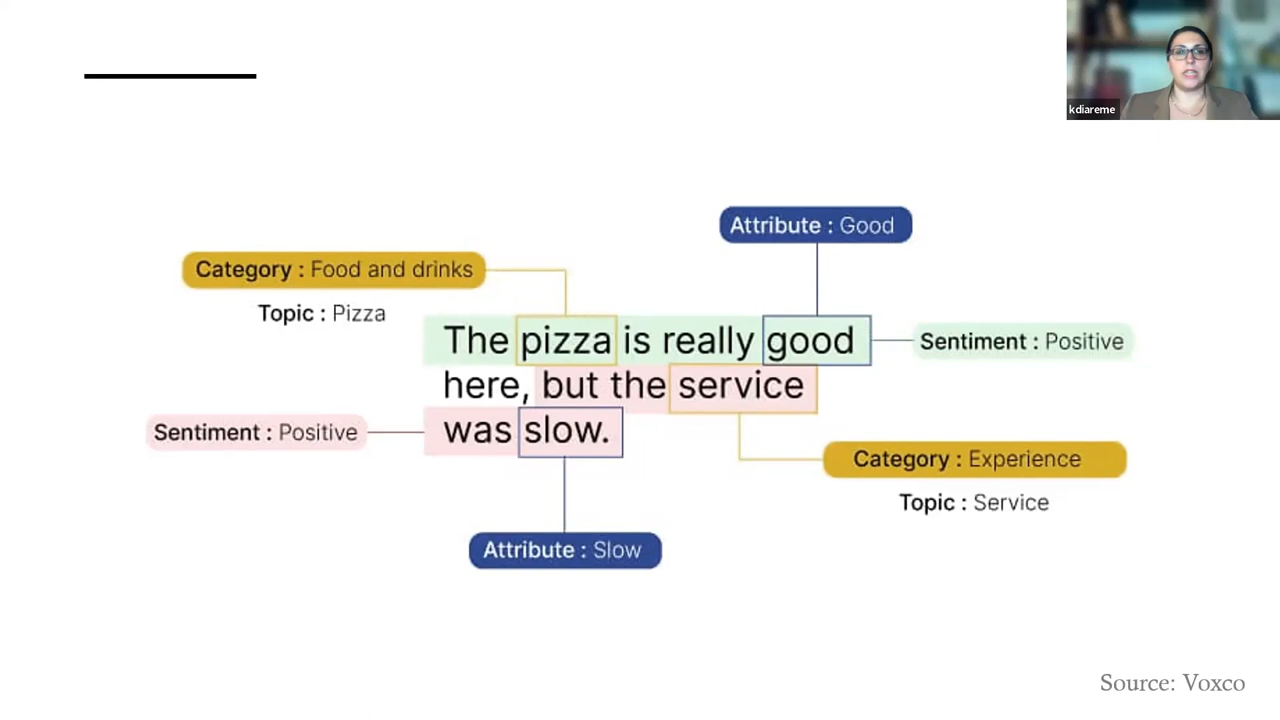 kdiareme
Attribute : Good
Category : Food and drinks
Topic : Pizza
The pizza is really good
Sentiment : Positive
here, but the service
Sentiment : Positive
was slow.
Category : Experience
Topic : Service
Attribute : Slow
Source: Voxco